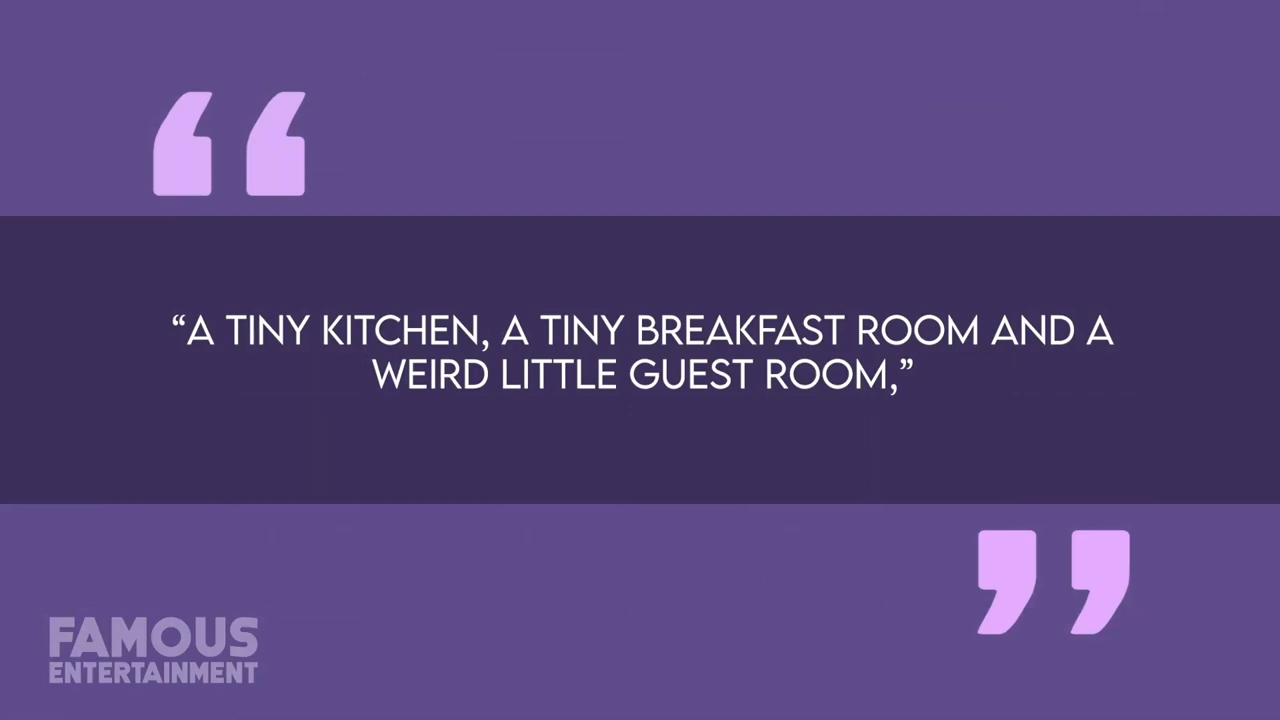 “A TINY KITCHEN, A TINY BREAKFAST ROOM AND A
WEIRD LITTLE GUEST ROOM,”
FAMOUS
ENTERTAINMENT